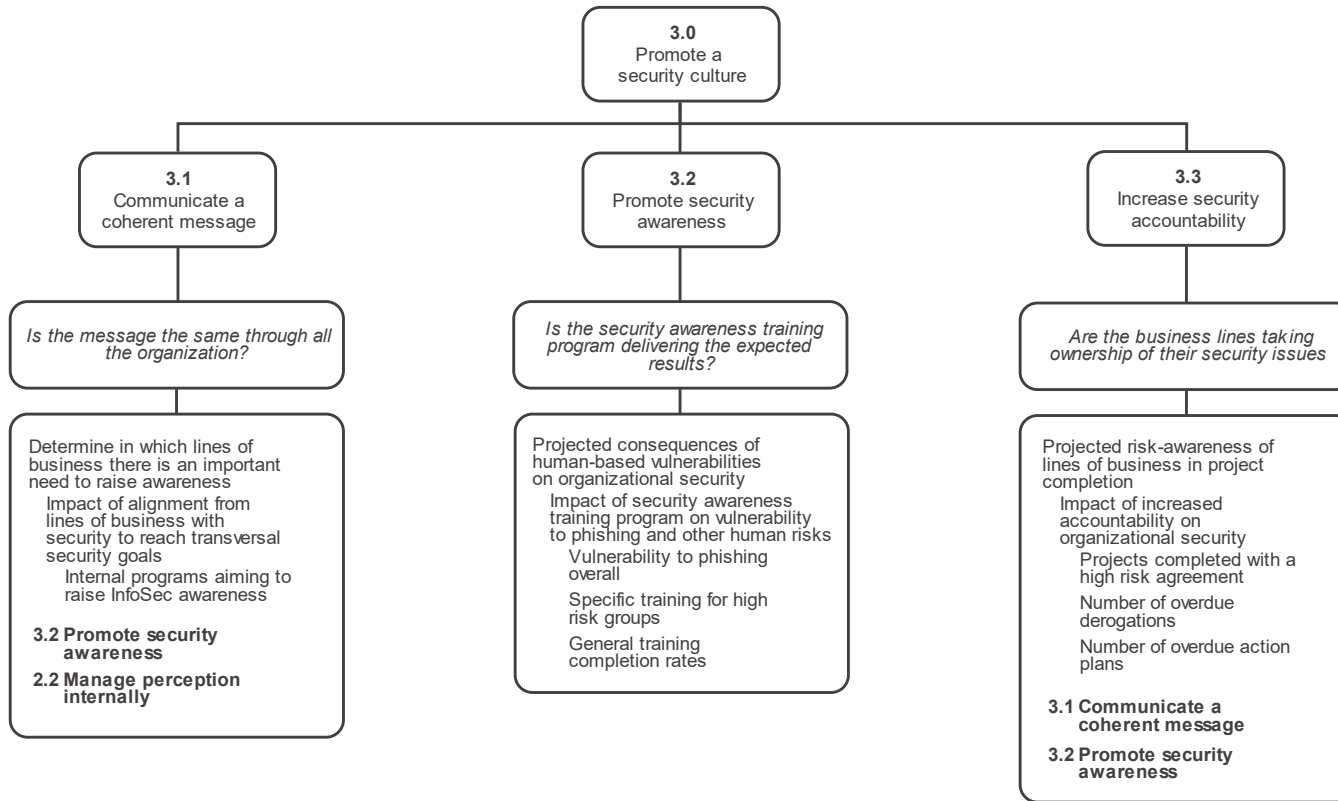 3.0
Promote a
security culture
3.1
Communicate a
coherent message
3.2
Promote security
awareness
3.3
Increase security
accountability
Is the message the same through all
the organization?
Is the security awareness training
program delivering the expected
results?
Are the business lines taking
ownership of their security issues
Determine in which lines of
business there is an important
need to raise awareness
Impact of alignment from
lines of business with
security to reach transversal
security goals
Internal programs aiming to
raise InfoSec awareness
3.2 Promote security
awareness
2.2 Manage perception
internally
Projected consequences of
human-based vulnerabilities
on organizational security
Impact of security awareness
training program on vulnerability
to phishing and other human risks
Vulnerability to phishing
overall
Specific training for high
risk groups
General training
completion rates
Projected risk-awareness of
lines of business in project
completion
Impact of increased
accountability on
organizational security
Projects completed with a
high risk agreement
Number of overdue
derogations
Number of overdue action
plans
3.1 Communicate a
coherent message
3.2 Promote security
awareness